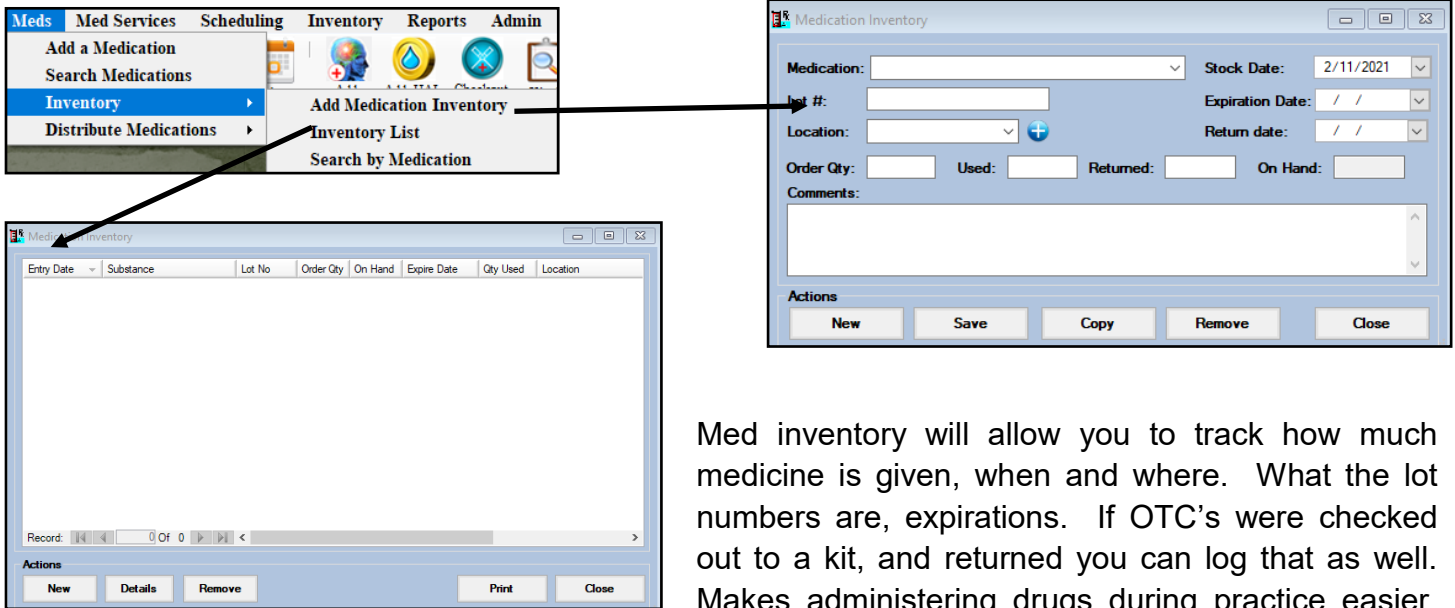 Meds Med Services Scheduling Inventory Reports Admin
Add a Medication
Search Medications
Inventory
Distribute Medications
Add Medication Inventory
Inventory List
Search by Medication
Medication Inventory
Medication: Stock Date: 2/11/2021
Lot #: Expiration Date: / /
Location: Return date: / /
Order Qty: Used: Returned: On Hand:
Comments:
Actions
New Save Copy Remove Close
Medication Inventory
Entry Date Substance Lot No Order Qty On Hand Expire Date Qty Used Location
Record: 0 Of 0
Actions
New Details Remove Print Close
Med inventory will allow you to track how much
medicine is given, when and where. What the lot
numbers are, expirations. If OTC's were checked
out to a kit, and returned you can log that as well.
Makes administering drugs during practice easier.